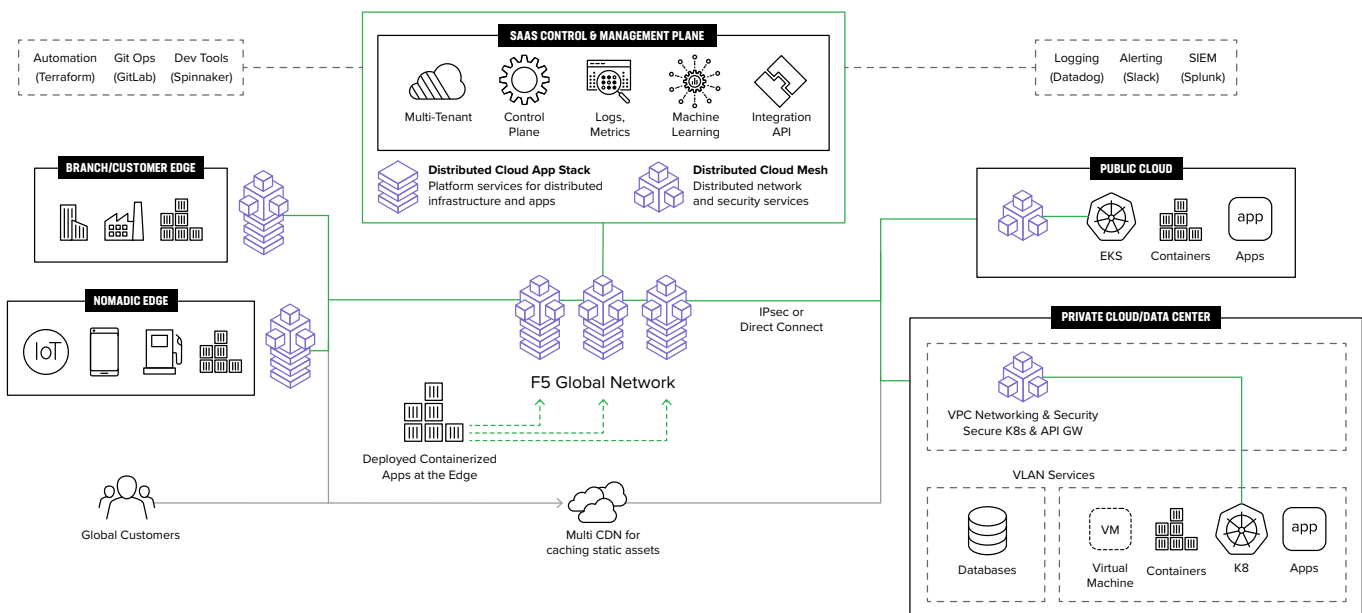 SAAS CONTROL & MANAGEMENT PLANE
Automation
(Terraform)
Git Ops
(GitLab)
Dev Tools
(Spinnaker)
Multi-Tenant
Control
Plane
Logs,
Metrics
Machine
Learning
Integration
API
Logging
(Datadog)
Alerting
(Slack)
SIEM
(Splunk)
Distributed Cloud App Stack
Platform services for distributed
infrastructure and apps
Distributed Cloud Mesh
Distributed network
and security services
BRANCH/CUSTOMER EDGE
NOMADIC EDGE
IoT
PUBLIC CLOUD
EKS
Containers
app
Apps
IPsec or
Direct Connect
F5 Global Network
Deployed Containerized
Apps at the Edge
PRIVATE CLOUD/DATA CENTER
VPC Networking & Security
Secure K8s & API GW
VLAN Services
Databases
VM
Virtual
Machine
Containers
K8
app
Apps
Global Customers
Multi CDN for
caching static assets